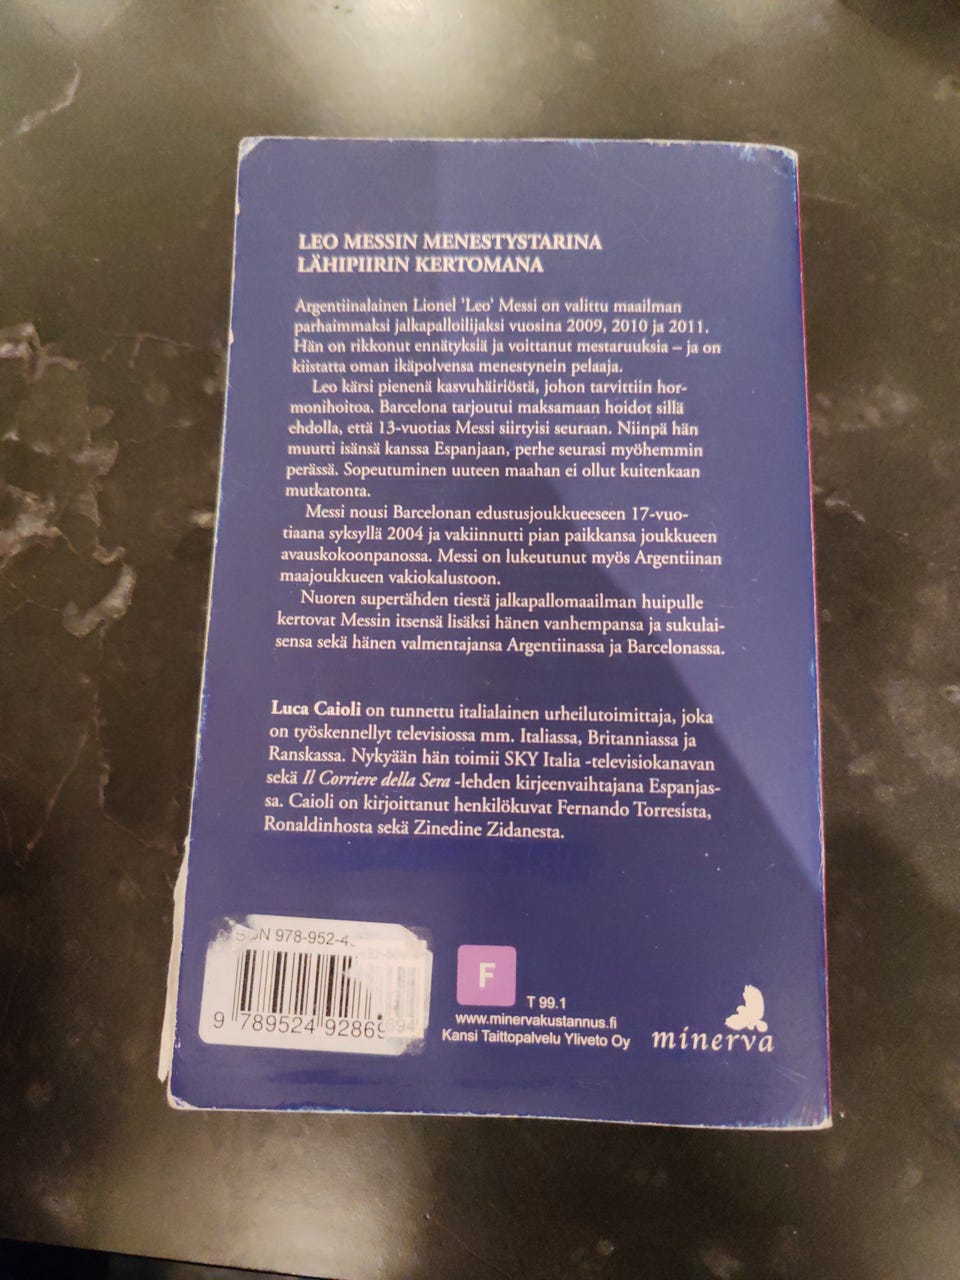 LEO MESSIN MENESTYSTARINA
LÄHIPIIRIN KERTOMANA
Argentiinalainen Lionel 'Leo' Messi on valittu maailman
parhaimmaksi jalkapalloilijaksi vuosina 2009, 2010 ja 2011.
Hän on rikkonut ennätyksiä ja voittanut mestaruuksia – ja on
kiistatta oman ikäpolvensa menestynein pelaaja.
Leo kärsi pienenä kasvuhäiriöstä, johon tarvittiin hor-
monihoitoa. Barcelona tarjoutui maksamaan hoidot sillä
ehdolla, että 13-vuotias Messi siirtyisi seuraan. Niinpä hän
muutti isänsä kanssa Espanjaan, perhe seurasi myöhemmin
perässä. Sopeutuminen uuteen maahan ei ollut kuitenkaan
mutkatonta.
Messi nousi Barcelonan edustusjoukkueeseen 17-vuo-
tiaana syksyllä 2004 ja vakiinnutti pian paikkansa joukkueen
avauskokoonpanossa. Messi on lukeutunut myös Argentiinan
maajoukkueen vakiokalustoon.
Nuoren supertähden tiestä jalkapallomaailman huipulle
kertovat Messin itsensä lisäksi hänen vanhempansa ja sukulai-
sensa sekä hänen valmentajansa Argentiinassa ja Barcelonassa.
Luca Caioli on tunnettu italialainen urheilutoimittaja, joka
on työskennellyt televisiossa mm. Italiassa, Britanniassa ja
Ranskassa. Nykyään hän toimii SKY Italia -televisiokanavan
sekä Il Corriere della Sera -lehden kirjeenvaihtajana Espanjas-
sa. Caioli on kirjoittanut henkilökuvat Fernando Torresista,
Ronaldinhosta sekä Zinedine Zidanesta.
ISBN 978-952-4
9 789524 92869
F
T 99.1
www.minervakustannus.fi
Kansi Taittopalvelu Yliveto Oy
minerva